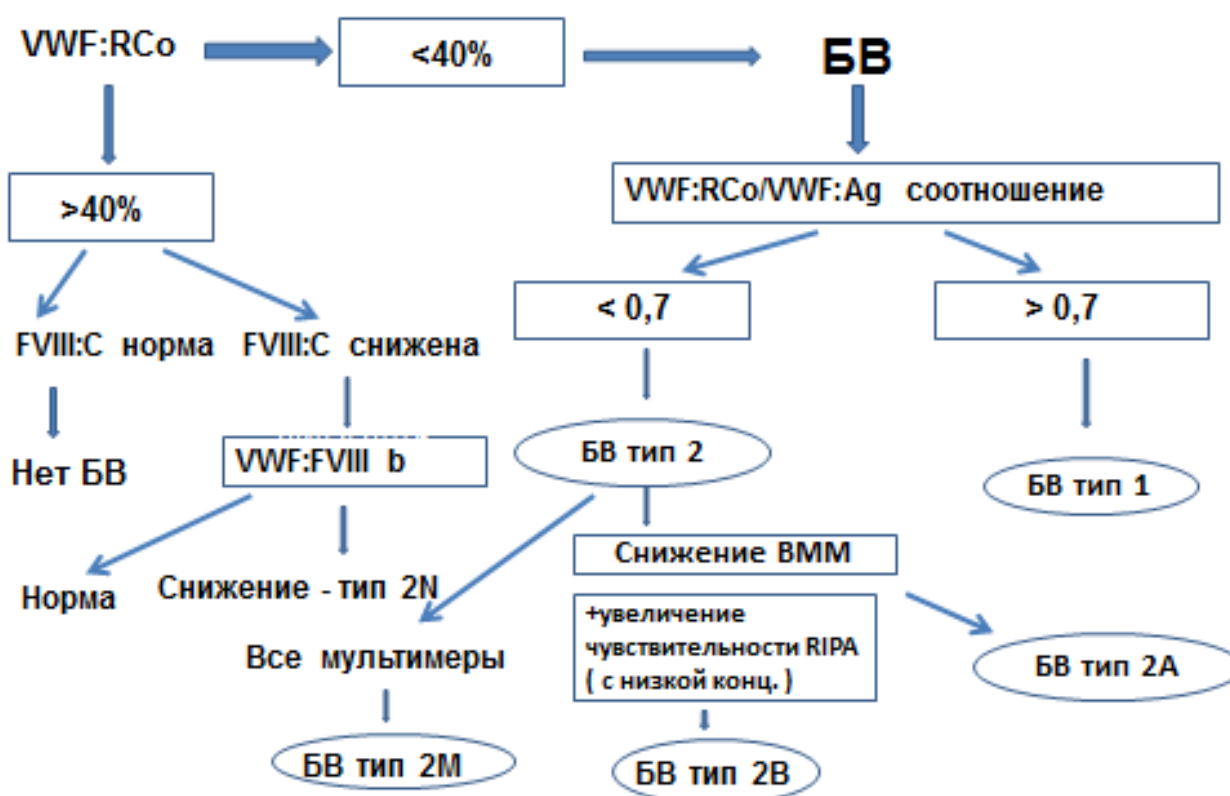 VWF:RCo
<40%
БВ
>40%
VWF:RCo/VWF:Ag соотношение
< 0,7
> 0,7
FVIII:C норма
FVIII:C снижена
Нет БВ
VWF:FVIII b
БВ тип 2
БВ тип 1
Норма
Снижение - тип 2N
Снижение ВММ
Все мультимеры
+увеличение
чувствительности RIPA
( с низкой конц. )
БВ тип 2А
БВ тип 2М
БВ тип 2В